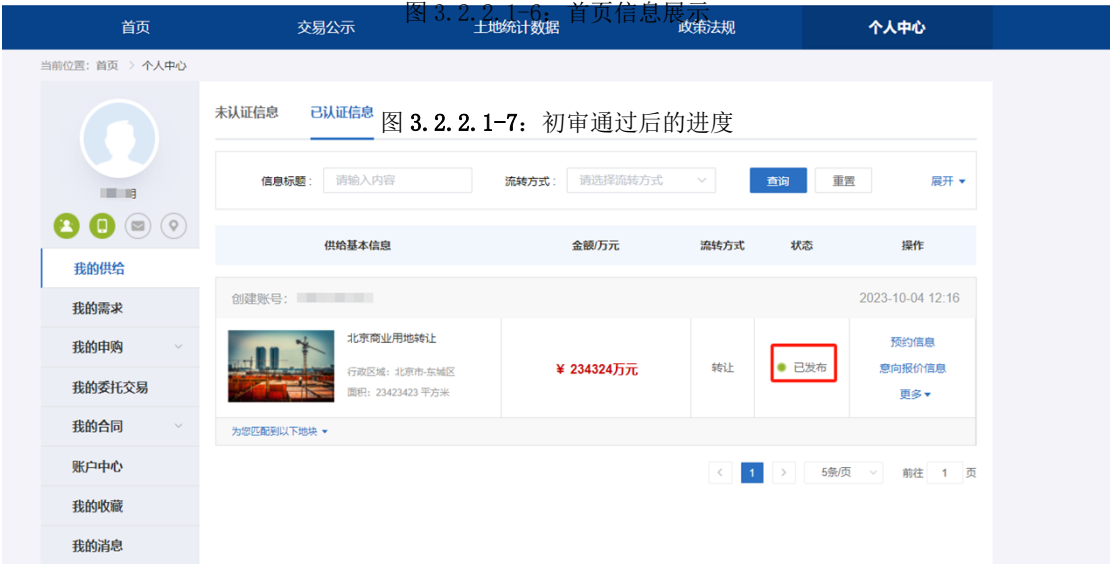 图 3.2.2.1-6：首页信息展示
首页 交易公示 土地统计数据 政策法规 个人中心
当前位置：首页 > 个人中心
未认证信息 已认证信息
图 3.2.2.1-7：初审通过后的进度
信息标题： 请输入内容 流转方式： 请选择流转方式 查询 重置 展开
明
供给基本信息 金额/万元 流转方式 状态 操作
我的供给
我的需求
我的申购
我的委托交易
我的合同
账户中心
我的收藏
我的消息
创建账号： 2023-10-04 12:16
北京商业用地转让
行政区域：北京市-东城区
面积：23423423 平方米
¥ 234324万元
转让
已发布
预约信息
意向报价信息
更多
为您匹配到以下地块
< 1 > 5条/页 前往 1 页